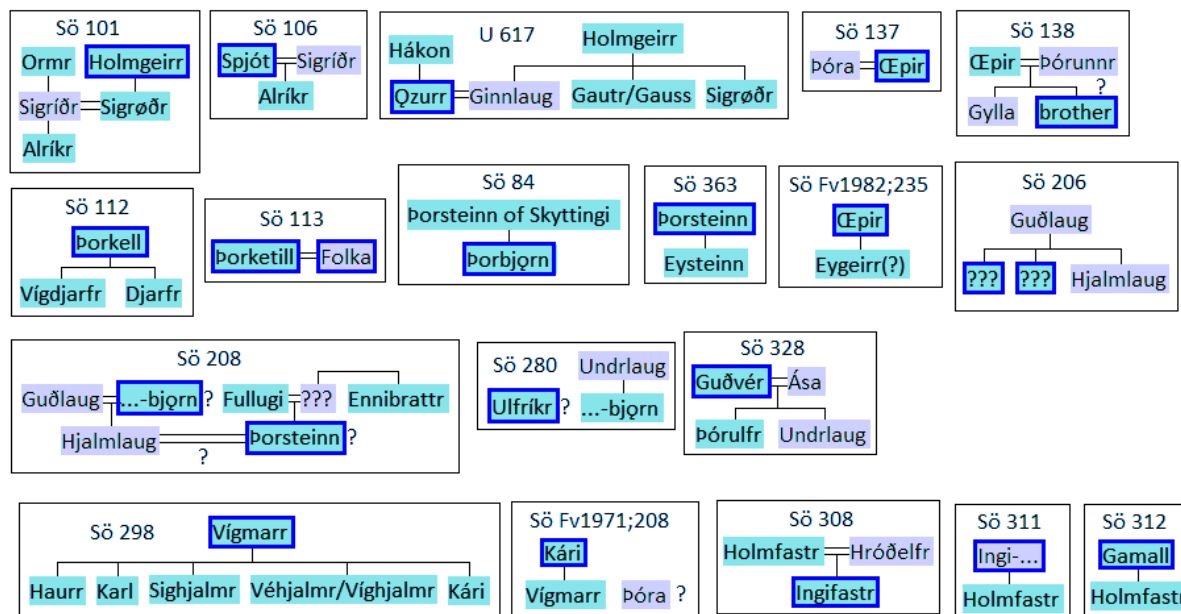 Sö 101
Ormr Holmgeirr
Sigríðr Sigrøðr
Alríkr
Sö 106
Spjót Sigríðr
Alríkr
U 617
Hákon Holmgeirr
Ǫzurr Ginnlaug Gautr/Gauss Sigrøðr
Sö 137
Þóra Œpir
Sö 138
Œpir Þórunnr
?
Gylla brother
Sö 112
Þorkell
Vígdjarfr Djarfr
Sö 113
Þorketill Folka
Sö 84
Þorsteinn of Skyttingi
Þorbjǫrn
Sö 363
Þorsteinn
Eysteinn
Sö Fv1982;235
Œpir
Eygeirr(?)
Sö 206
Guðlaug
??? ??? Hjalmlaug
Sö 208
Guðlaug ...-bjǫrn ? Fullugi ??? Ennibrattr
Hjalmlaug Þorsteinn ?
?
Sö 280
Undrlaug
Ulfríkr ? ...-bjǫrn
Sö 328
Guðvér Ása
Þórulfr Undrlaug
Sö 298
Vígmarr
Haurr Karl Sighjalmr Véhjalmr/Víghjalmr Kári
Sö Fv1971;208
Kári
Vígmarr Þóra ?
Sö 308
Holmfastr Hróðelfr
Ingifastr
Sö 311
Ingi-...
Holmfastr
Sö 312
Gamall
Holmfastr